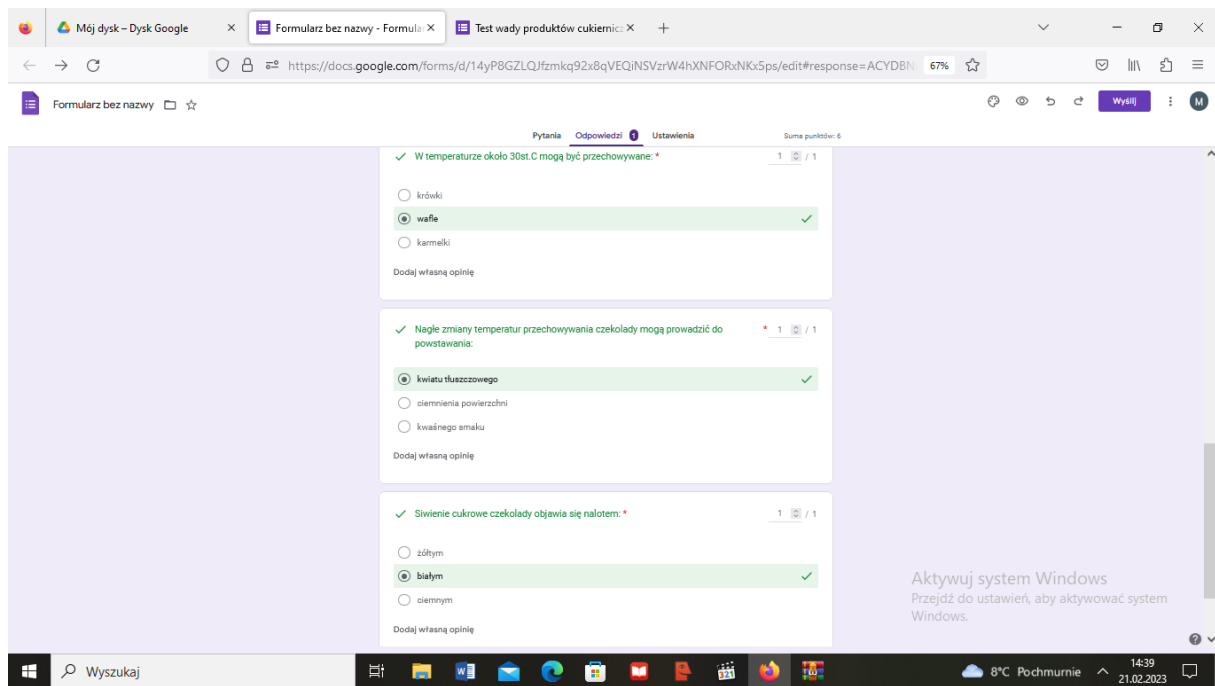 Mój dysk – Dysk Google
Formularz bez nazwy - Formular
Test wady produktów cukiernicz
https://docs.google.com/forms/d/14yP8GZLQJfzmkq92x8qVEQiNSVzrW4hXNFORxNKx5ps/edit#response=ACYDBN
67%
Formularz bez nazwy
Wyślij
M
Pytania Odpowiedzi 1 Ustawienia Suma punktów: 6
W temperaturze około 30st.C mogą być przechowywane: * 1 / 1
krówki
wafle
karmelki
Dodaj własną opinię
Nagłe zmiany temperatur przechowywania czekolady mogą prowadzić do * 1 / 1
powstawania:
kwiatu tłuszczowego
ciemnienia powierzchni
kwaśnego smaku
Dodaj własną opinię
Siwienie cukrowe czekolady objawia się nalotem: * 1 / 1
żółtym
białym
ciemnym
Dodaj własną opinię
Aktywuj system Windows
Przejdź do ustawień, aby aktywować system
Windows.
Wyszukaj
321
8°C Pochmurnie
14:39
21.02.2023